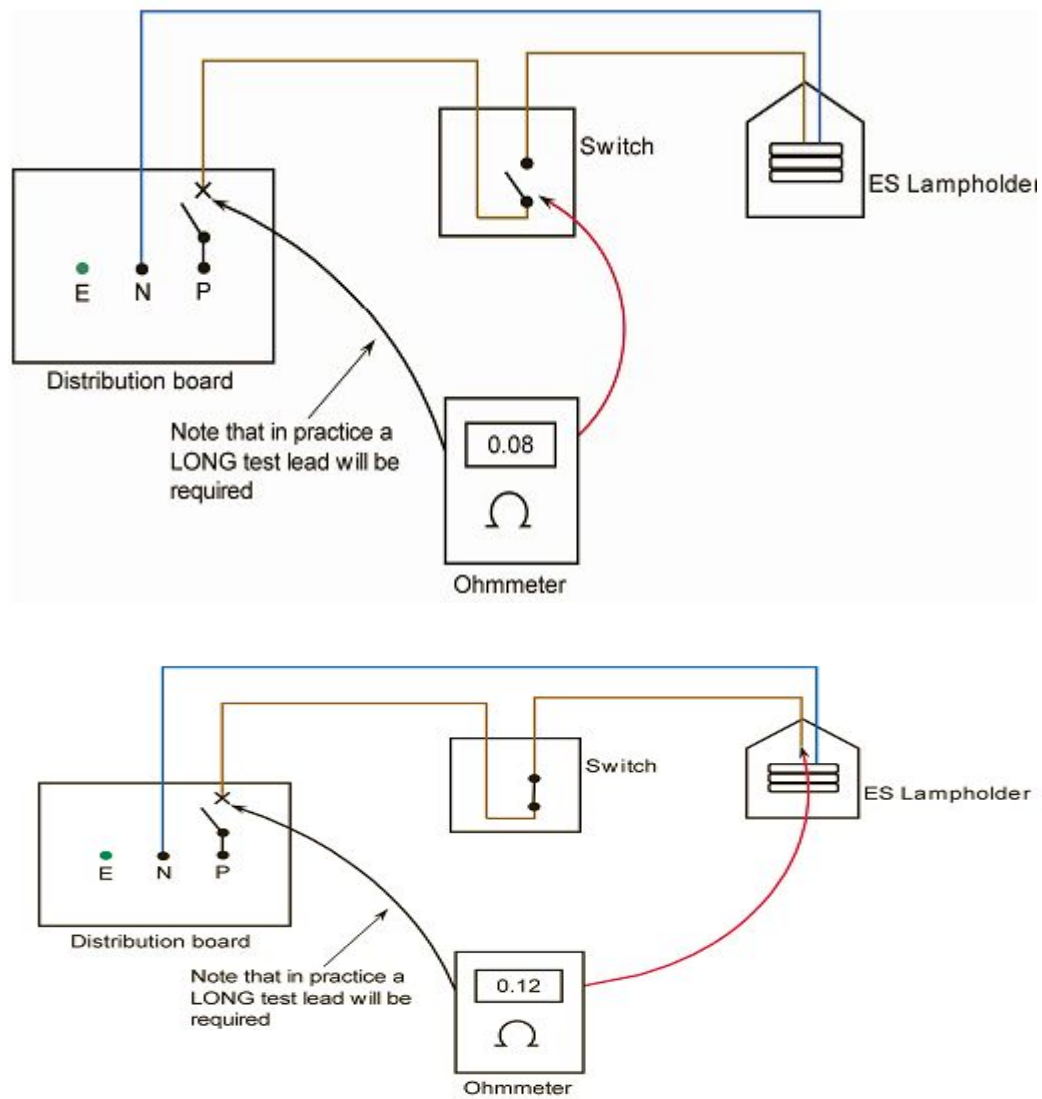 Switch
ES Lampholder
E N P
Distribution board
Note that in practice a
LONG test lead will be
required
0.08
Ω
Ohmmeter
Switch
ES Lampholder
E N P
Distribution board
Note that in practice a
LONG test lead will be
required
0.12
Ω
Ohmmeter